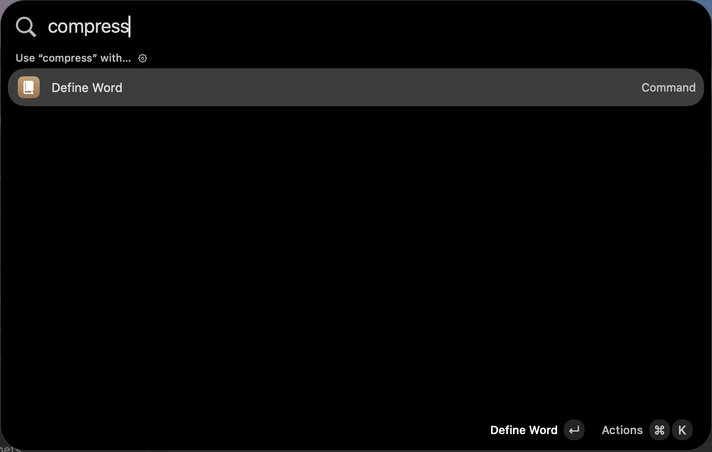 compress
Use “compress” with...
Define Word Command
Define Word ↵ Actions ⌘ K